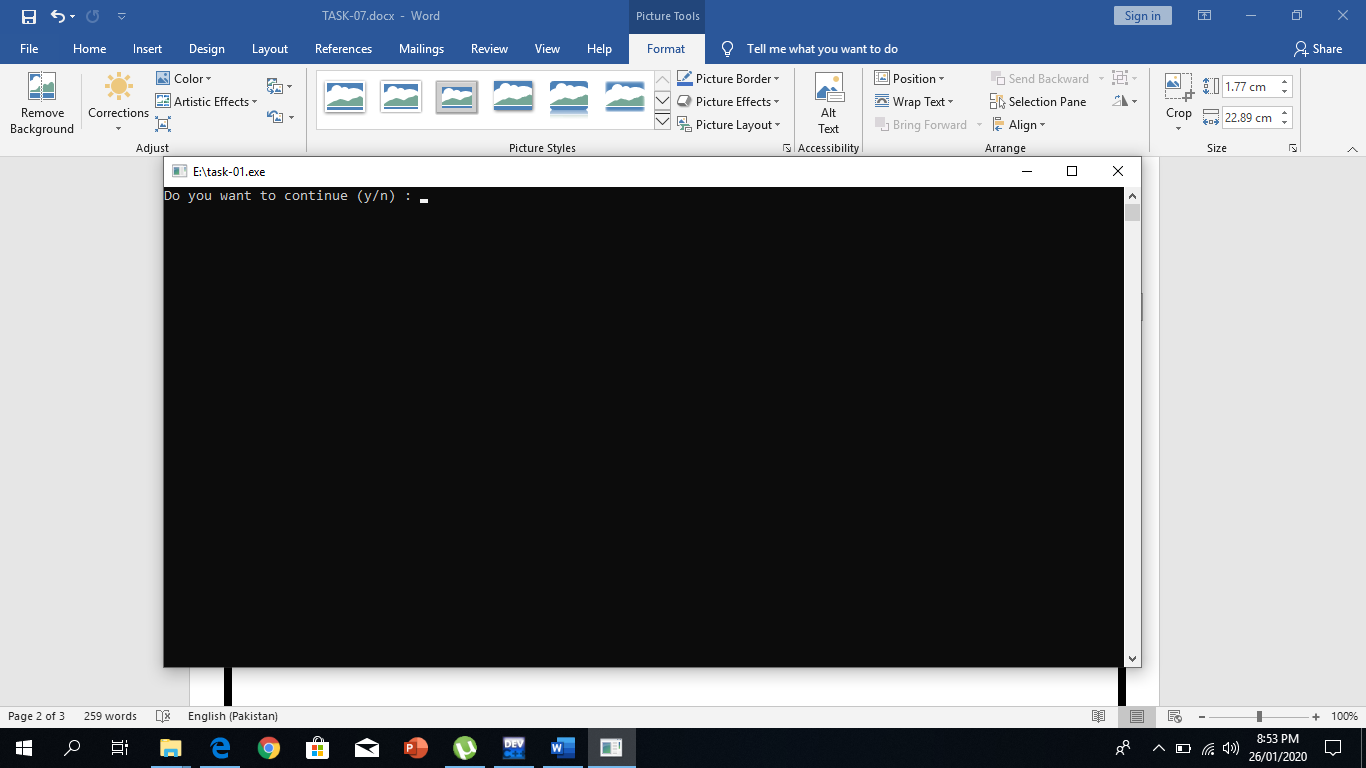 TASK-07.docx - Word
Picture Tools
Sign in
File Home Insert Design Layout References Mailings Review View Help Format Tell me what you want to do Share
Remove Background
Corrections
Color
Artistic Effects
Adjust
Picture Styles
Picture Border
Picture Effects
Picture Layout
Alt Text
Accessibility
Position
Wrap Text
Bring Forward
Send Backward
Selection Pane
Align
Arrange
Crop
1.77 cm
22.89 cm
Size
E:\task-01.exe
Do you want to continue (y/n) :
Page 2 of 3 259 words English (Pakistan) 100%
DEV
8:53 PM
26/01/2020